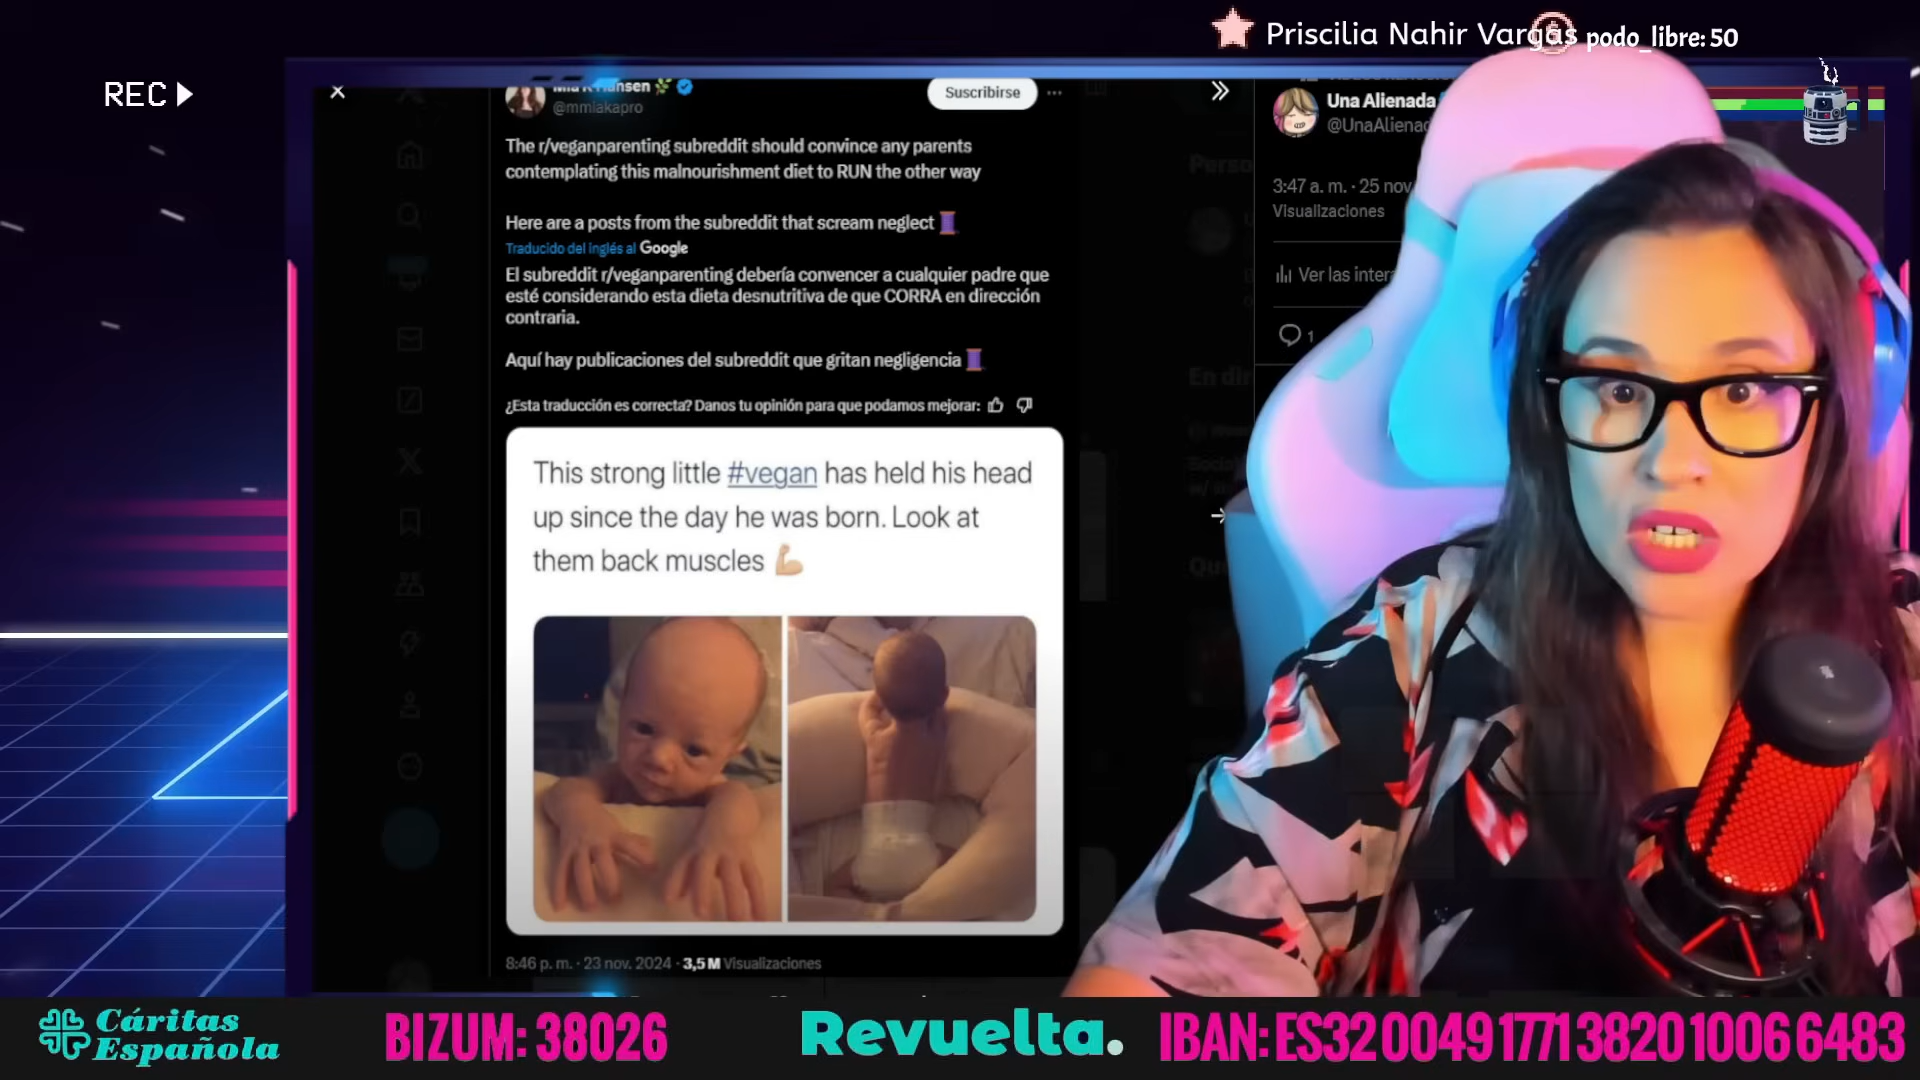 Priscilia Nahir Vargas
podo_libre: 50
REC
@mmiakapro
Suscribirse
Una Alienada
3:47 a. m. · 25 nov
Visualizaciones
Ver las inter
1
The r/veganparenting subreddit should convince any parents
contemplating this malnourishment diet to RUN the other way
Here are a posts from the subreddit that scream neglect
Traducido del inglés al Google
El subreddit r/veganparenting debería convencer a cualquier padre que
esté considerando esta dieta desnutritiva de que CORRA en dirección
contraria.
Aquí hay publicaciones del subreddit que gritan negligencia
¿Esta traducción es correcta? Danos tu opinión para que podamos mejorar:
This strong little #vegan has held his head
up since the day he was born. Look at
them back muscles
8:46 p. m. · 23 nov. 2024 · 3,5 M Visualizaciones
Cáritas
Española
BIZUM: 38026
Revuelta.
IBAN: ES32 0049 1771 3820 1006 6483